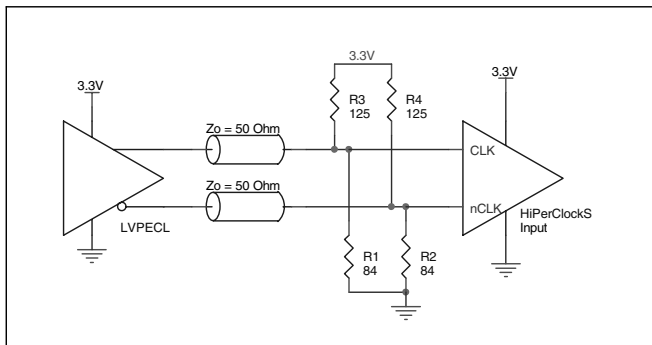 3.3V
3.3V
3.3V
R3
125
R4
125
Zo = 50 Ohm
CLK
Zo = 50 Ohm
nCLK
HiPerClockS
Input
LVPECL
R1
84
R2
84